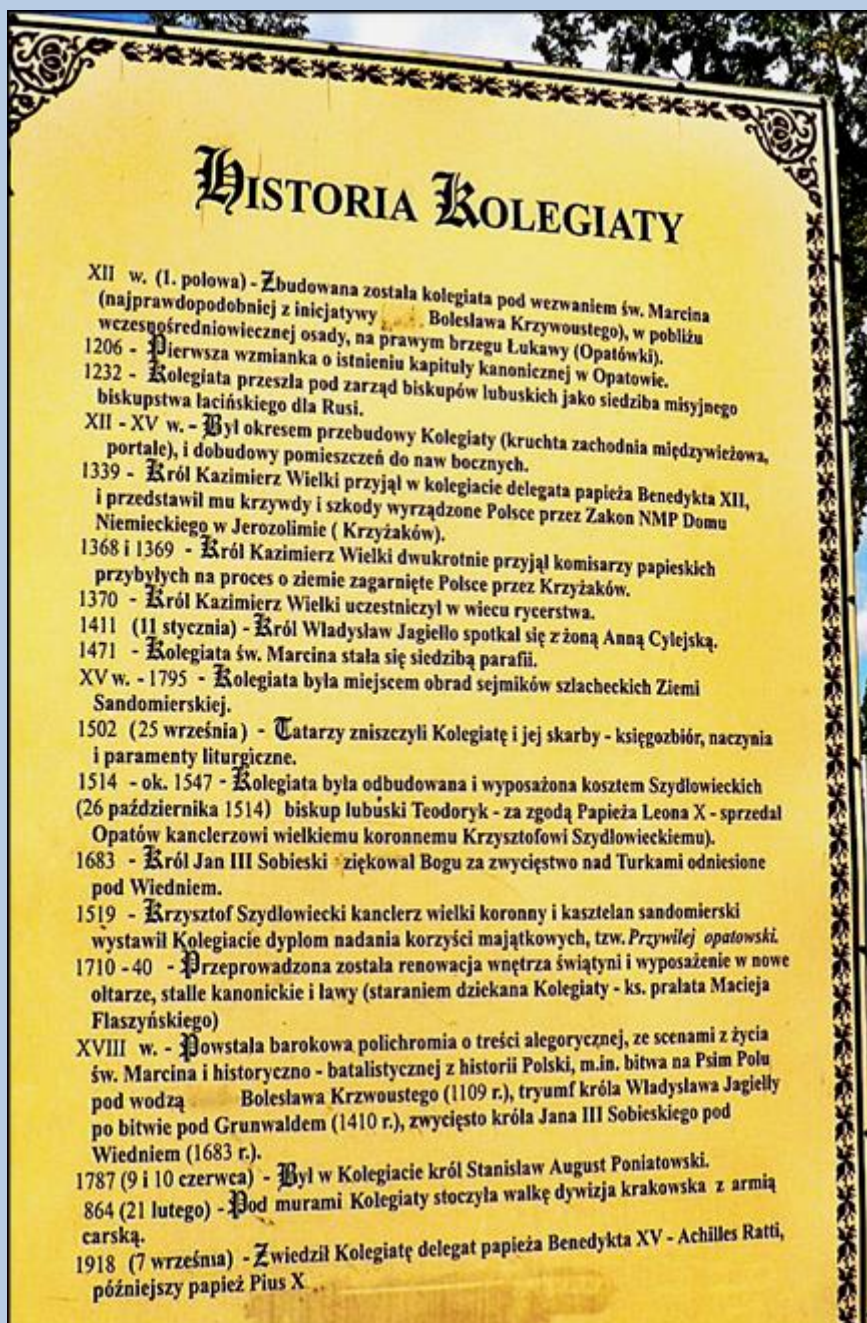 HISTORIA KOLEGIATY
XII w. (1. połowa) - Zbudowana została kolegiata pod wezwaniem św. Marcina
(najprawdopodobniej z inicjatywy Bolesława Krzywoustego), w pobliżu
wczesnośredniowiecznej osady, na prawym brzegu Łukawy (Opatówki).
1206 - Pierwsza wzmianka o istnieniu kapituły kanonicznej w Opatowie.
1232 - Kolegiata przeszła pod zarząd biskupów lubuskich jako siedziba misyjnego
biskupstwa łacińskiego dla Rusi.
XII - XV w. - Był okresem przebudowy Kolegiaty (kruchta zachodnia międzywieżowa,
portale), i dobudowy pomieszczeń do naw bocznych.
1339 - Król Kazimierz Wielki przyjął w kolegiacie delegata papieża Benedykta XII,
i przedstawił mu krzywdy i szkody wyrządzone Polsce przez Zakon NMP Domu
Niemieckiego w Jerozolimie ( Krzyżaków).
1368 i 1369 - Król Kazimierz Wielki dwukrotnie przyjął komisarzy papieskich
przybyłych na proces o ziemie zagarnięte Polsce przez Krzyżaków.
1370 - Król Kazimierz Wielki uczestniczył w wiecu rycerstwa.
1411 (11 stycznia) - Król Władysław Jagiełło spotkał się z żoną Anną Cylejską.
1471 - Kolegiata św. Marcina stała się siedzibą parafii.
XV w. - 1795 - Kolegiata była miejscem obrad sejmików szlacheckich Ziemi
Sandomierskiej.
1502 (25 września) - Tatarzy zniszczyli Kolegiatę i jej skarby - księgozbiór, naczynia
i paramenty liturgiczne.
1514 - ok. 1547 - Kolegiata była odbudowana i wyposażona kosztem Szydłowieckich
(26 października 1514) biskup lubuski Teodoryk - za zgodą Papieża Leona X - sprzedał
Opatów kanclerzowi wielkiemu koronnemu Krzysztofowi Szydłowieckiemu).
1683 - Król Jan III Sobieski ziękował Bogu za zwycięstwo nad Turkami odniesione
pod Wiedniem.
1519 - Krzysztof Szydłowiecki kanclerz wielki koronny i kasztelan sandomierski
wystawił Kolegiacie dyplom nadania korzyści majątkowych, tzw. Przywilej opatowski.
1710 - 40 - Przeprowadzona została renowacja wnętrza świątyni i wyposażenie w nowe
ołtarze, stalle kanonickie i ławy (staraniem dziekana Kolegiaty - ks. prałata Macieja
Flaszyńskiego)
XVIII w. - Powstała barokowa polichromia o treści alegorycznej, ze scenami z życia
św. Marcina i historyczno - batalistycznej z historii Polski, m.in. bitwa na Psim Polu
pod wodzą Bolesława Krzwoustego (1109 r.), tryumf króla Władysława Jagiełły
po bitwie pod Grunwaldem (1410 r.), zwycięsto króla Jana III Sobieskiego pod
Wiedniem (1683 r.).
1787 (9 i 10 czerwca) - Był w Kolegiacie król Stanisław August Poniatowski.
864 (21 lutego) - Pod murami Kolegiaty stoczyła walkę dywizja krakowska z armią
carską.
1918 (7 września) - Zwiedził Kolegiatę delegat papieża Benedykta XV - Achilles Ratti,
późniejszy papież Pius X